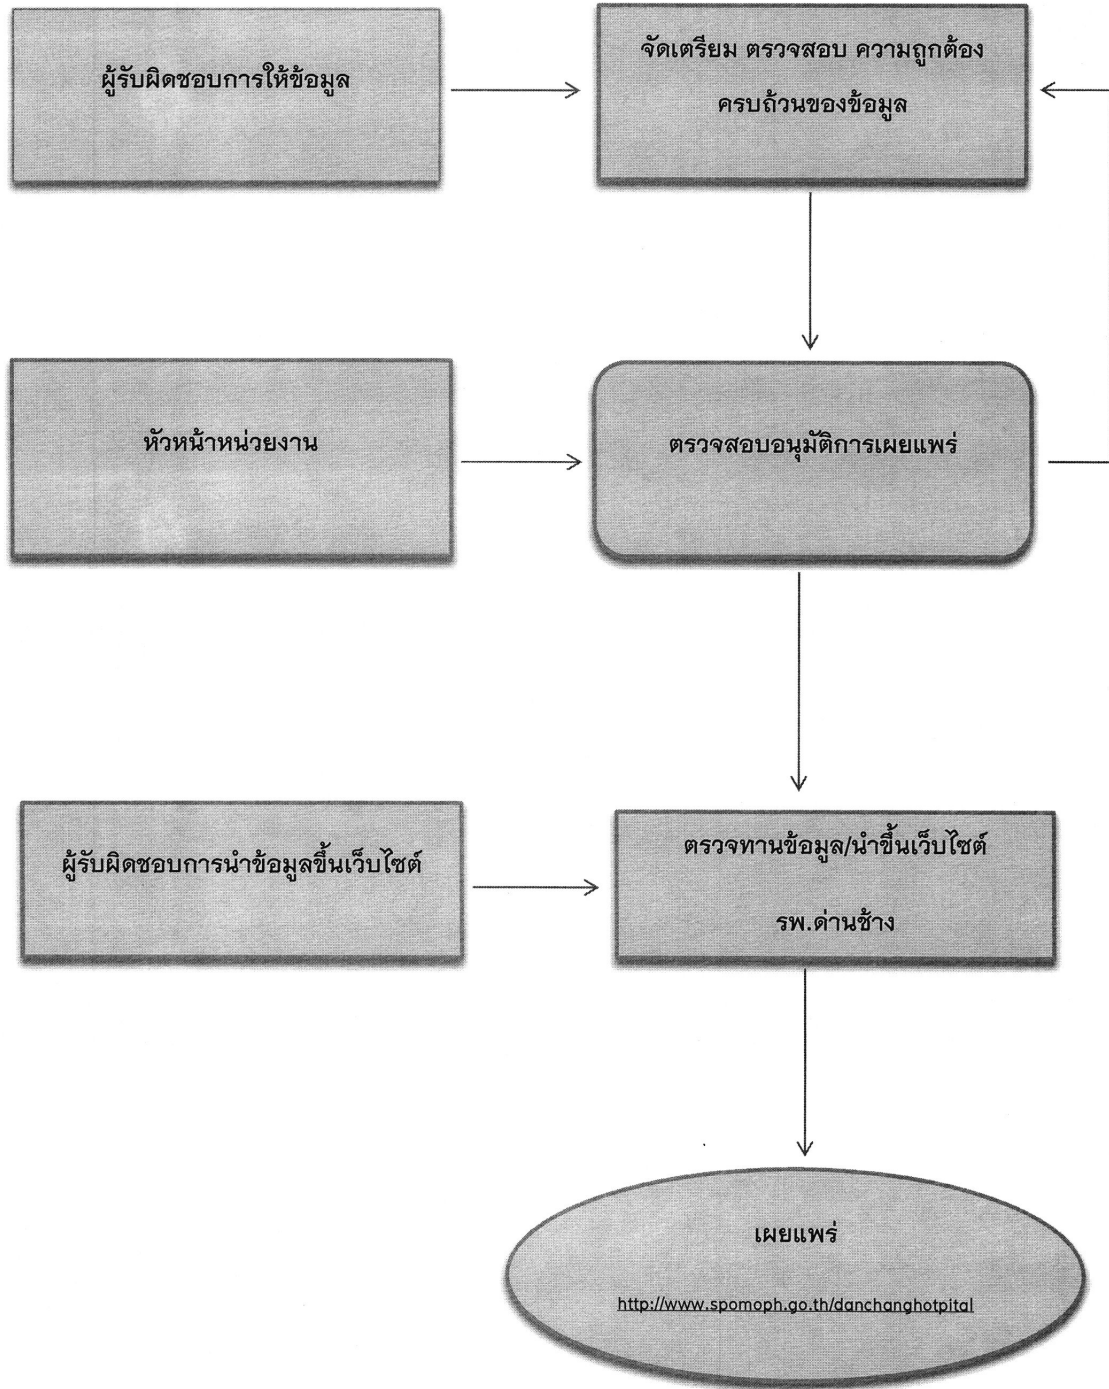 ผู้รับผิดชอบการให้ข้อมูล
จัดเตรียม ตรวจสอบ ความถูกต้อง
ครบถ้วนของข้อมูล
หัวหน้าหน่วยงาน
ตรวจสอบอนุมัติการเผยแพร่
ผู้รับผิดชอบการนำข้อมูลขึ้นเว็บไซต์
ตรวจทานข้อมูล/นำขึ้นเว็บไซต์
รพ.ด่านช้าง
เผยแพร่
http://www.spomoph.go.th/danchanghotpital